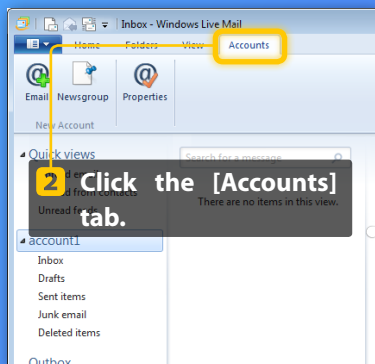 Inbox - Windows Live Mail
Home Folders View Accounts
Email Newsgroup Properties
New Account
Quick views
Search for a message
Unread from contacts
There are no items in this view.
Unread feeds
2 Click the [Accounts]
tab.
account1
Inbox
Drafts
Sent items
Junk email
Deleted items
Outbox